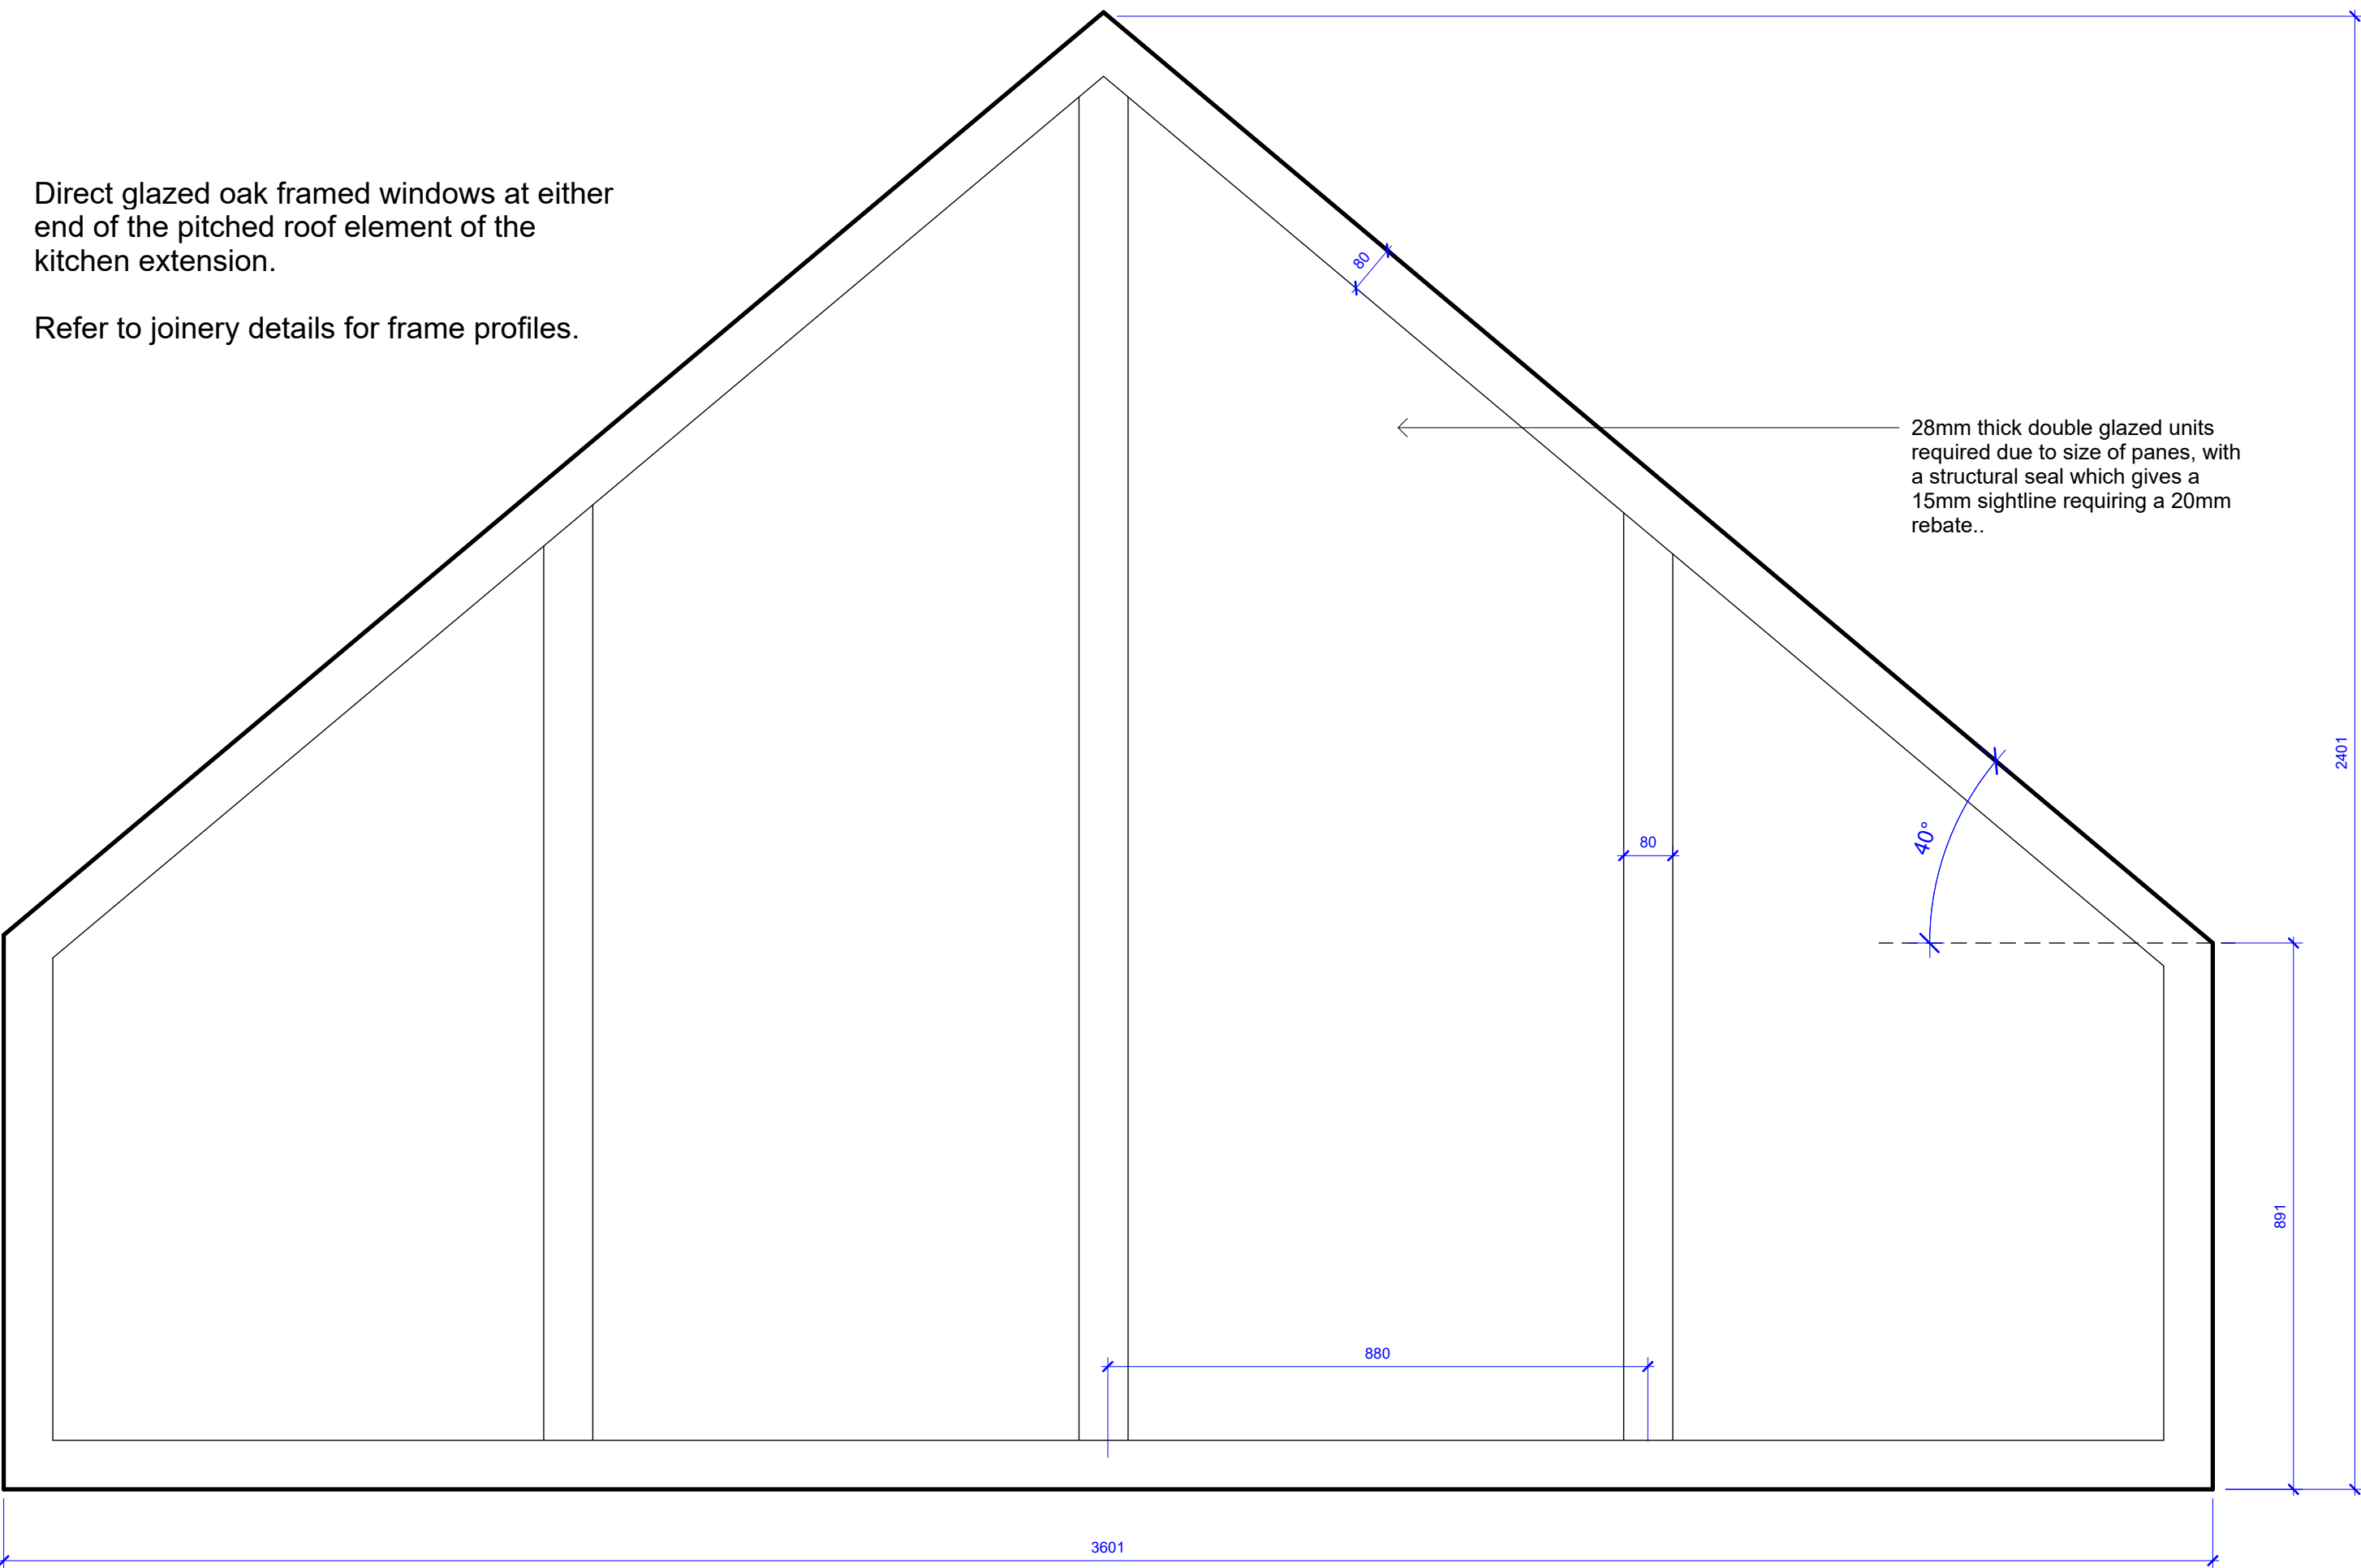 Direct glazed oak framed windows at either
end of the pitched roof element of the
kitchen extension.
Refer to joinery details for frame profiles.
80
28mm thick double glazed units
required due to size of panes, with
a structural seal which gives a
15mm sightline requiring a 20mm
rebate..
2401
40°
80
891
880
3601